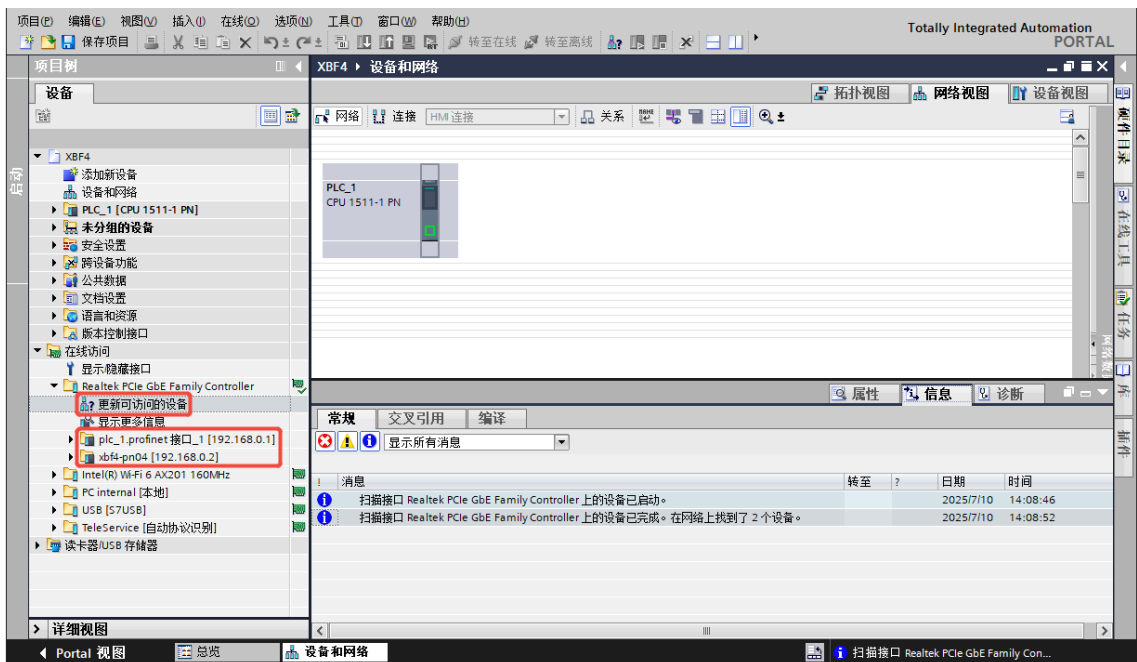 项目(P) 编辑(E) 视图(V) 插入(I) 在线(O) 选项(N) 工具(T) 窗口(W) 帮助(H)
Totally Integrated Automation
PORTAL
保存项目 转至在线 转至离线
项目树
XBF4 设备和网络
设备
拓扑视图 网络视图 设备视图
网络 连接 HMI 连接 关系
XBF4
添加新设备
设备和网络
PLC_1 [CPU 1511-1 PN]
未分组的设备
安全设置
跨设备功能
公共数据
文档设置
语言和资源
版本控制接口
在线访问
显示/隐藏接口
Realtek PCIe GbE Family Controller
更新可访问的设备
显示更多信息
plc_1.profinet 接口_1 [192.168.0.1]
xbf4-pn04 [192.168.0.2]
Intel(R) Wi-Fi 6 AX201 160MHz
PC internal [本地]
USB [S7USB]
TeleService [自动协议识别]
读卡器/USB 存储器
详细视图
启动
PLC_1
CPU 1511-1 PN
属性 信息 诊断
常规 交叉引用 编译
显示所有消息
! 消息 转至 ? 日期 时间
扫描接口 Realtek PCIe GbE Family Controller 上的设备已启动。 2025/7/10 14:08:46
扫描接口 Realtek PCIe GbE Family Controller 上的设备已完成。在网络上找到了 2 个设备。 2025/7/10 14:08:52
硬件目录
在线工具
任务
库
插件
Portal 视图 总览 设备和网络 扫描接口 Realtek PCIe GbE Family Con...